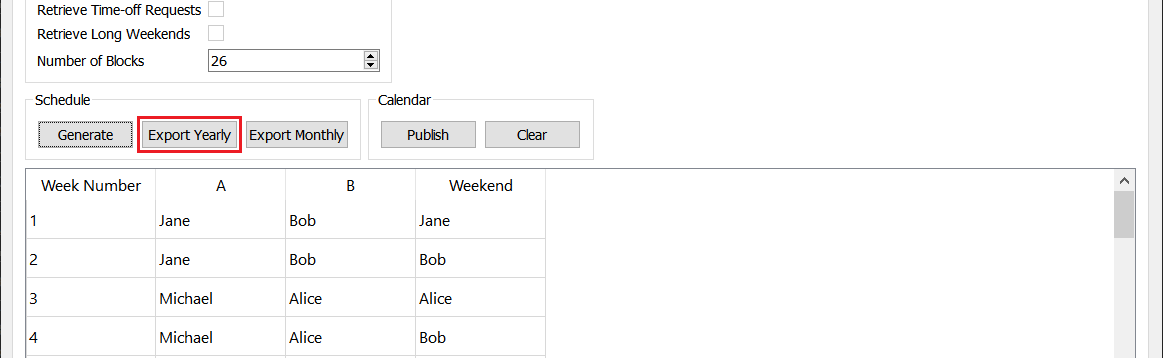 Retrieve Time-off Requests
Retrieve Long Weekends
Number of Blocks 26
Schedule Calendar
Generate Export Yearly Export Monthly Publish Clear
Week Number A B Weekend
1 Jane Bob Jane
2 Jane Bob Bob
3 Michael Alice Alice
4 Michael Alice Bob